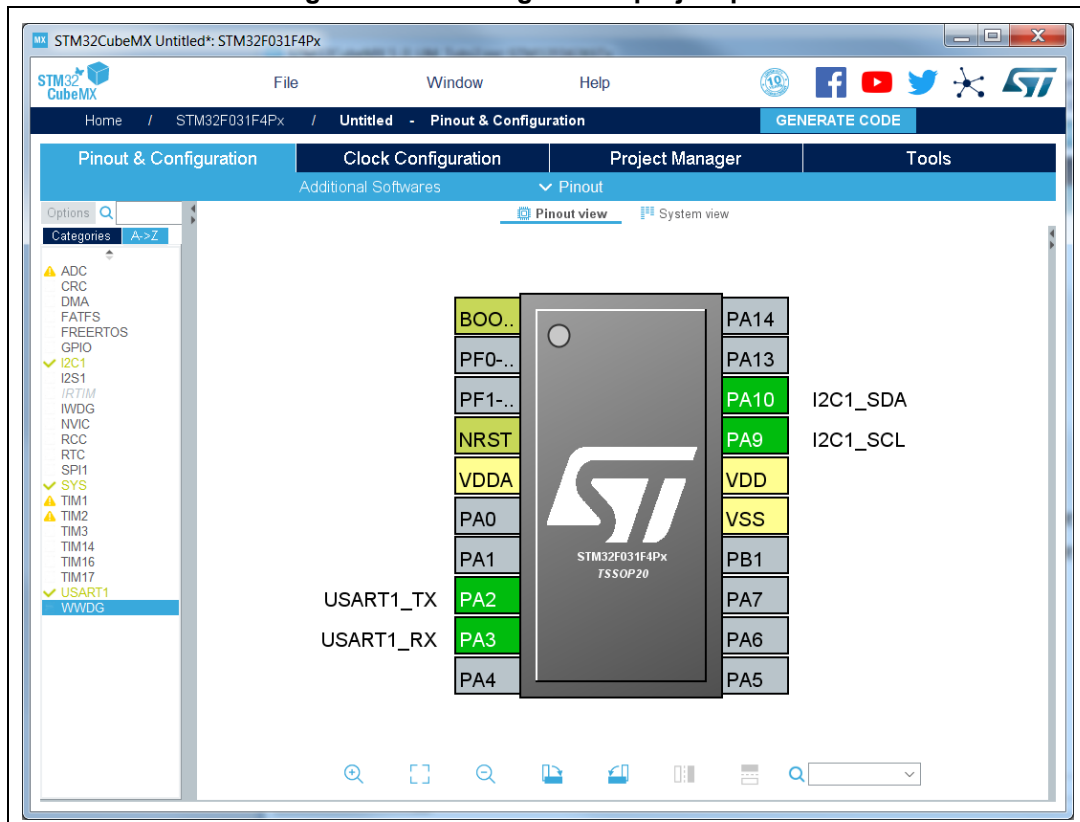 MX STM32CubeMX Untitled*: STM32F031F4Px
STM32 CubeMX File Window Help
Home / STM32F031F4Px / Untitled - Pinout & Configuration GENERATE CODE
Pinout & Configuration Clock Configuration Project Manager Tools
Additional Softwares Pinout
Options
Pinout view System view
Categories A->Z
ADC
CRC
DMA
FATFS
FREERTOS
GPIO
I2C1
I2S1
IRTIM
IWDG
NVIC
RCC
RTC
SPI1
SYS
TIM1
TIM2
TIM3
TIM14
TIM16
TIM17
USART1
WWDG
BOO.. PA14
PF0-.. PA13
PF1-.. PA10 I2C1_SDA
NRST PA9 I2C1_SCL
VDDA VDD
PA0 VSS
PA1 PB1
USART1_TX PA2 PA7
USART1_RX PA3 PA6
PA4 PA5
STM32F031F4Px
TSSOP20